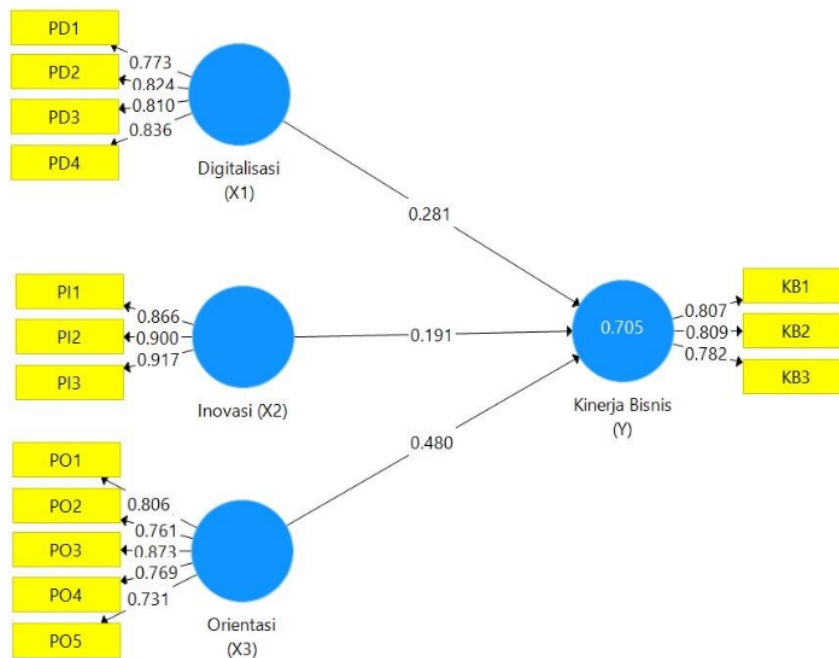 PD1
PD2
PD3
PD4
0.773
0.824
0.810
0.836
Digitalisasi
(X1)
0.281
PI1
PI2
PI3
0.866
0.900
0.917
Inovasi (X2)
0.191
0.705
Kinerja Bisnis
(Y)
0.807
0.809
0.782
KB1
KB2
KB3
0.480
PO1
PO2
PO3
PO4
PO5
0.806
0.761
0.873
0.769
0.731
Orientasi
(X3)